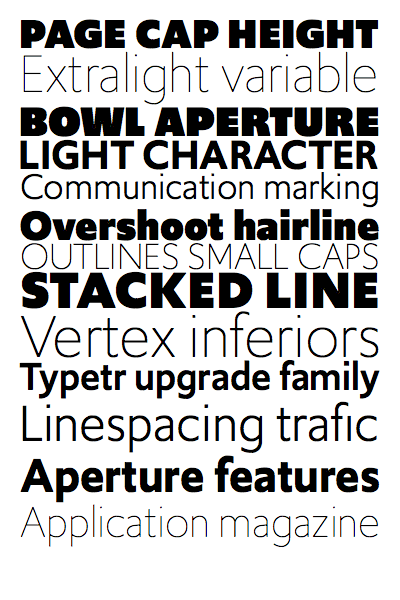 PAGE CAP HEIGHT
Extralight variable
BOWL APERTURE
LIGHT CHARACTER
Communication marking
Overshoot hairline
OUTLINES SMALL CAPS
STACKED LINE
Vertex inferiors
Typetr upgrade family
Linespacing trafic
Aperture features
Application magazine